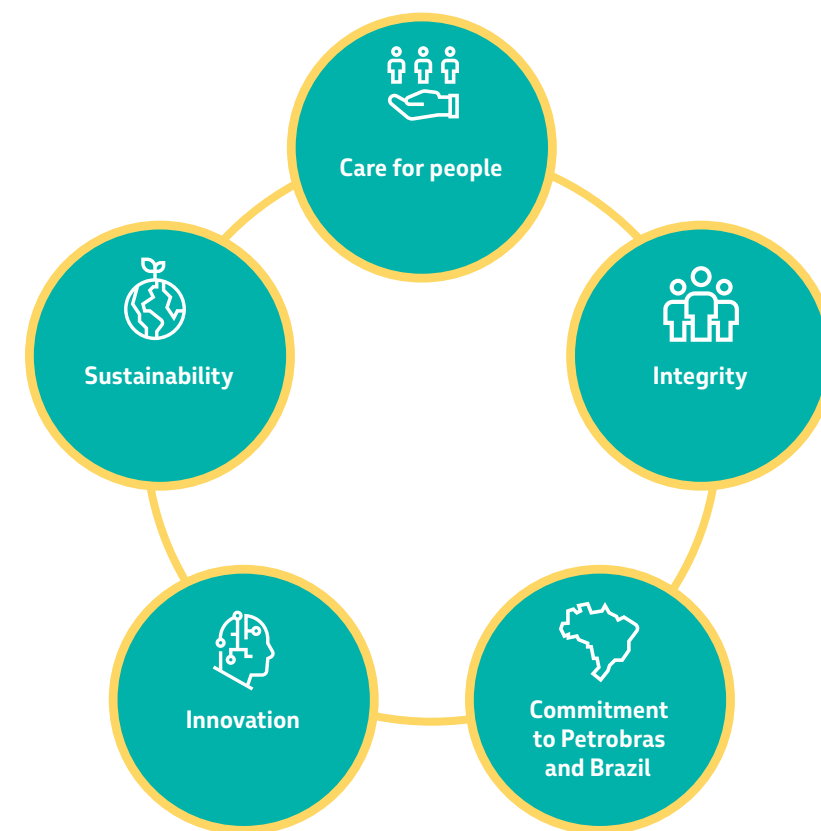 Care for people
Sustainability
Integrity
Innovation
Commitment
to Petrobras
and Brazil